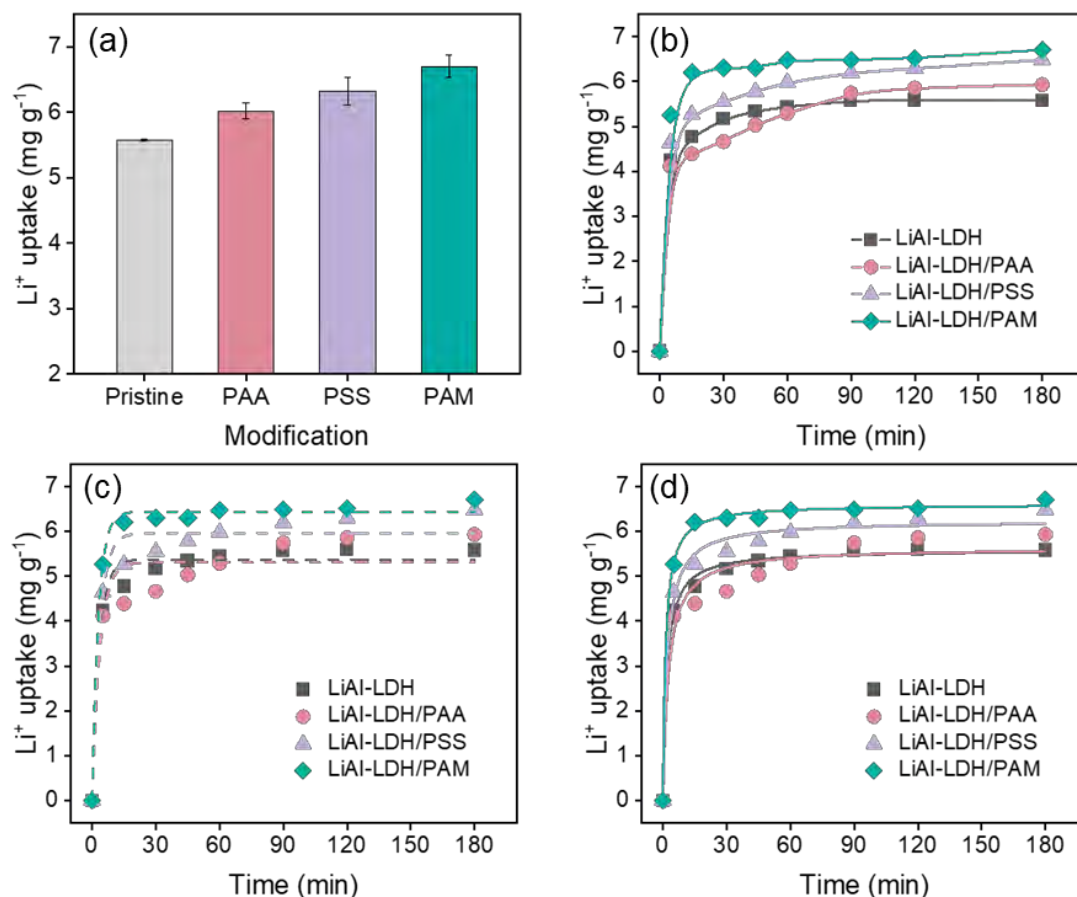 (a)
Li⁺ uptake (mg g⁻¹)
7
6
5
4
3
2
Pristine PAA PSS PAM
Modification
(b)
Li⁺ uptake (mg g⁻¹)
7
6
5
4
3
2
1
0
LiAl-LDH
LiAl-LDH/PAA
LiAl-LDH/PSS
LiAl-LDH/PAM
0 30 60 90 120 150 180
Time (min)
(c)
Li⁺ uptake (mg g⁻¹)
7
6
5
4
3
2
1
0
LiAl-LDH
LiAl-LDH/PAA
LiAl-LDH/PSS
LiAl-LDH/PAM
0 30 60 90 120 150 180
Time (min)
(d)
Li⁺ uptake (mg g⁻¹)
7
6
5
4
3
2
1
0
LiAl-LDH
LiAl-LDH/PAA
LiAl-LDH/PSS
LiAl-LDH/PAM
0 30 60 90 120 150 180
Time (min)